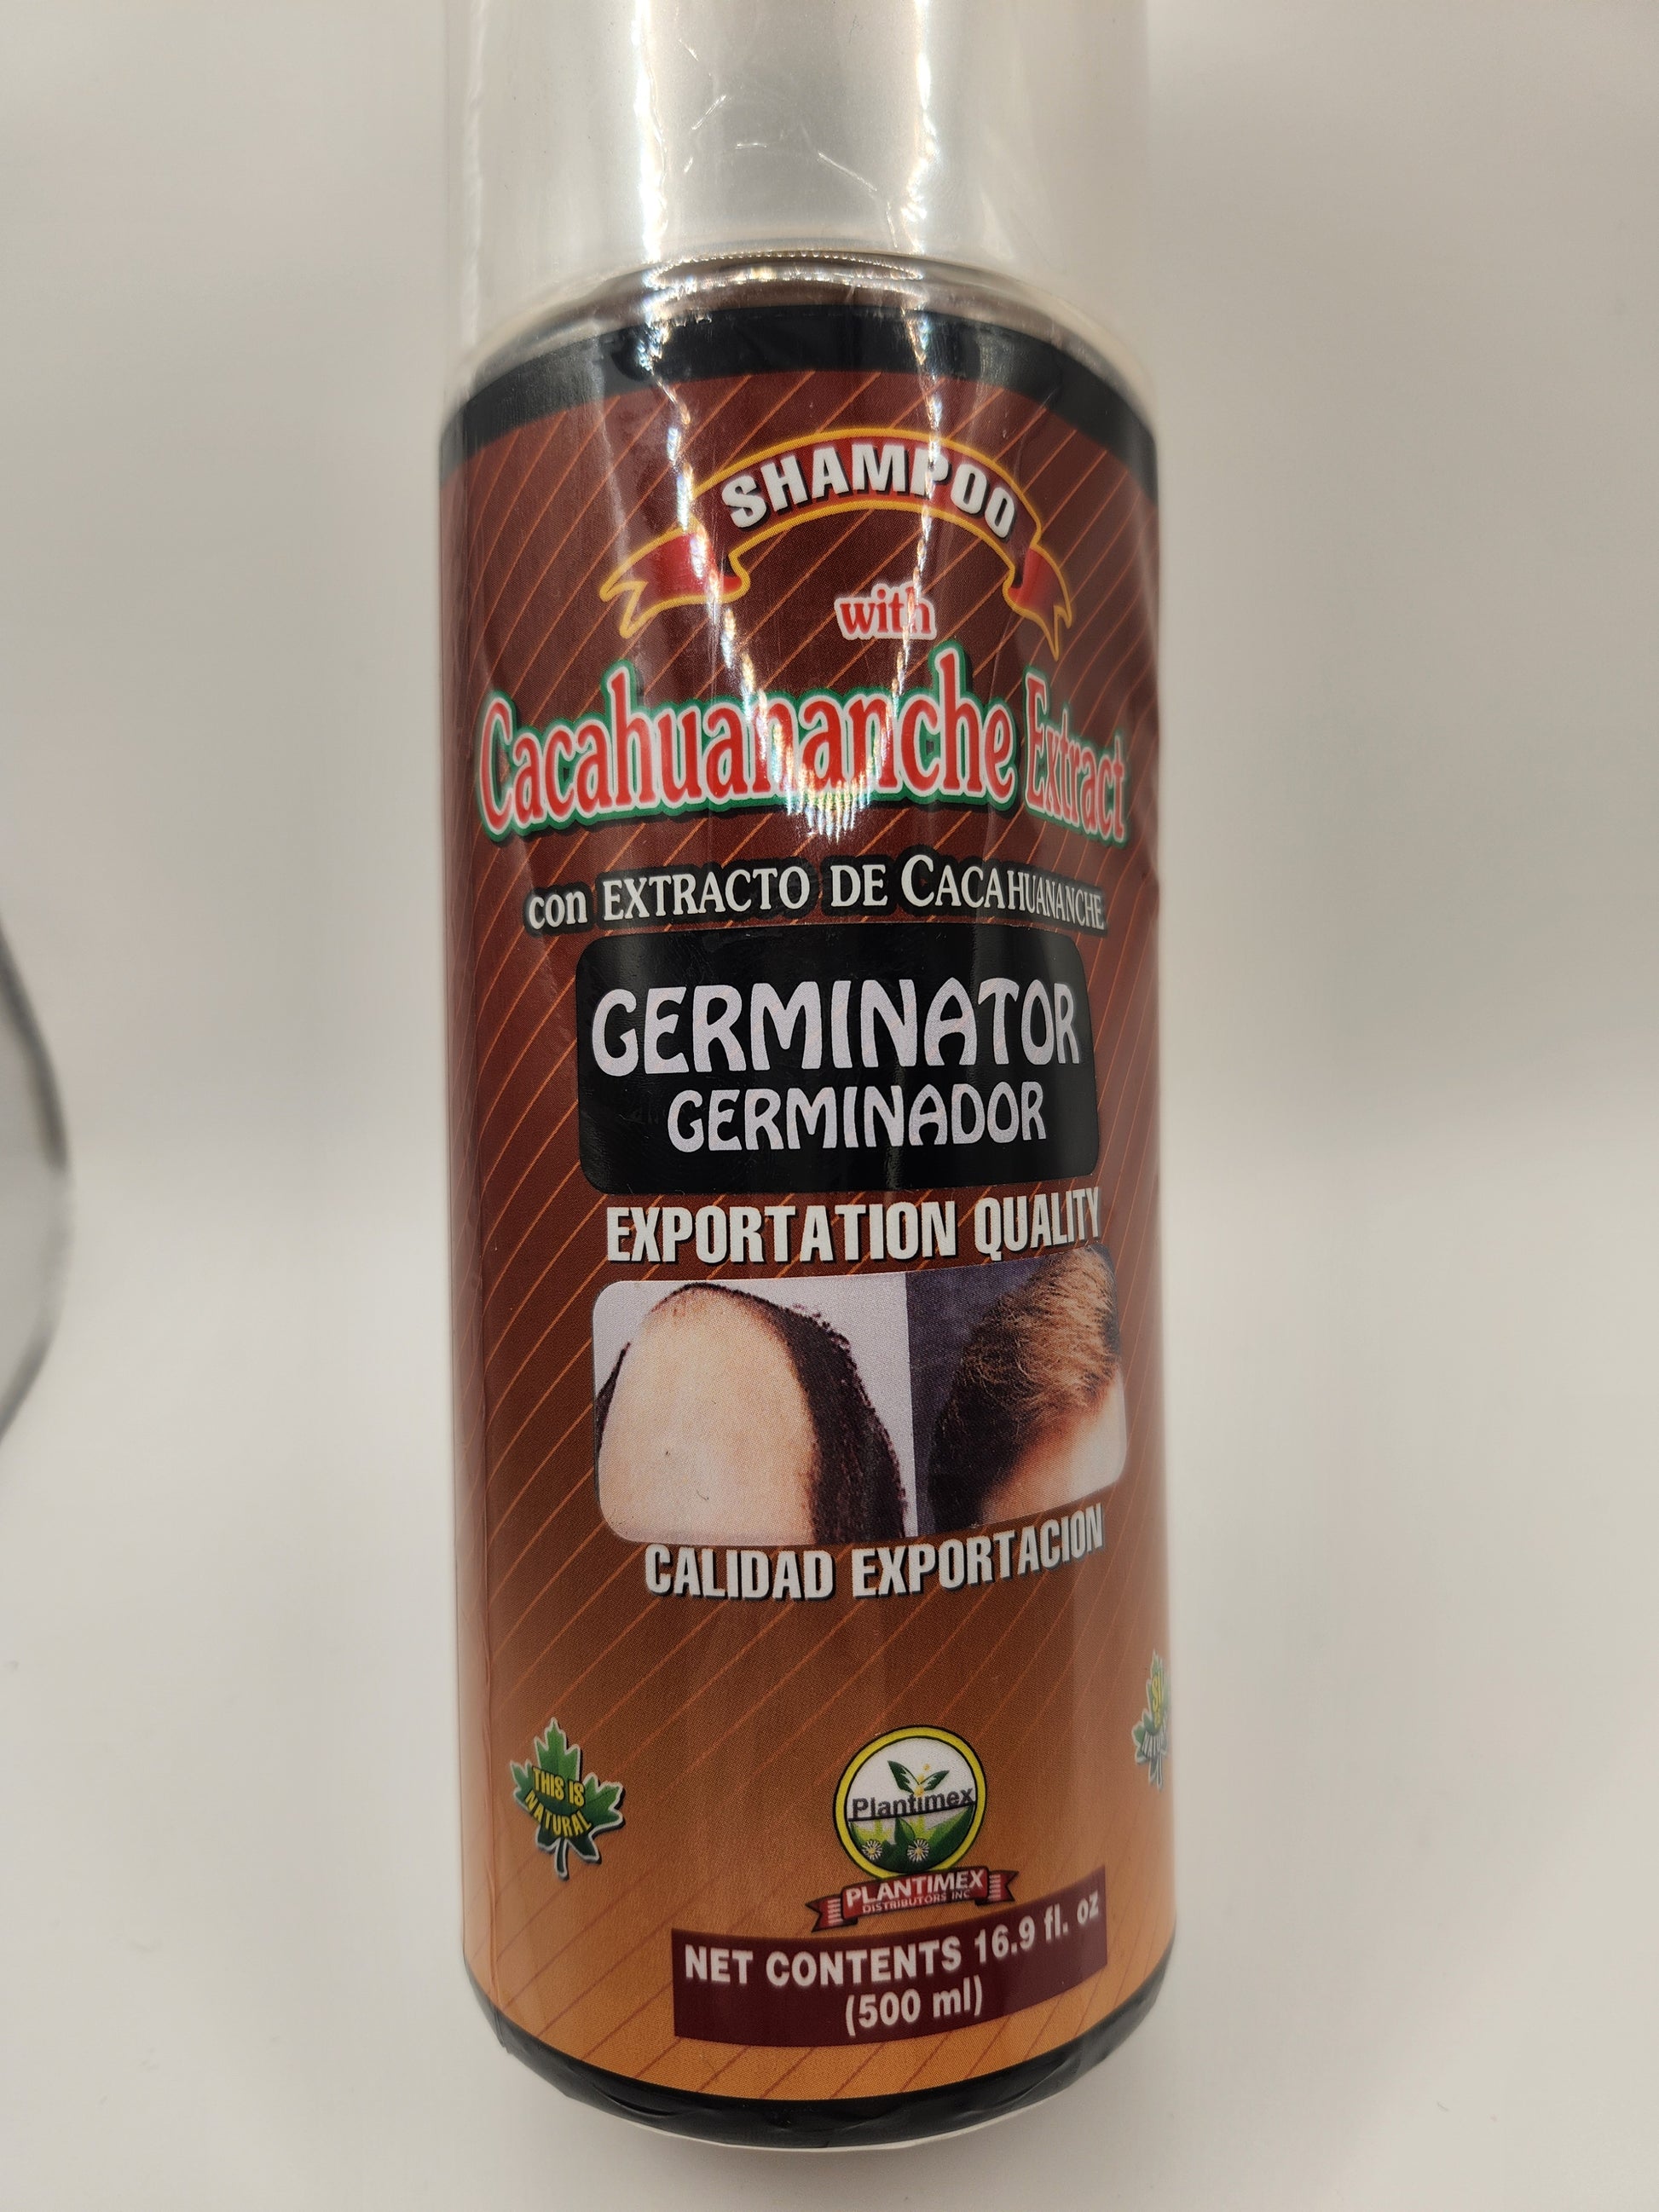 SHAMPOO
with
Cacahuananche Extract
con EXTRACTO DE CACAHUANANCHE
GERMINATOR
GERMINADOR
EXPORTATION QUALITY
CALIDAD EXPORTACION
THIS IS
NATURAL
Plantimex
PLANTIMEX
DISTRIBUTORS INC
NET CONTENTS 16.9 fl. oz
(500 ml)